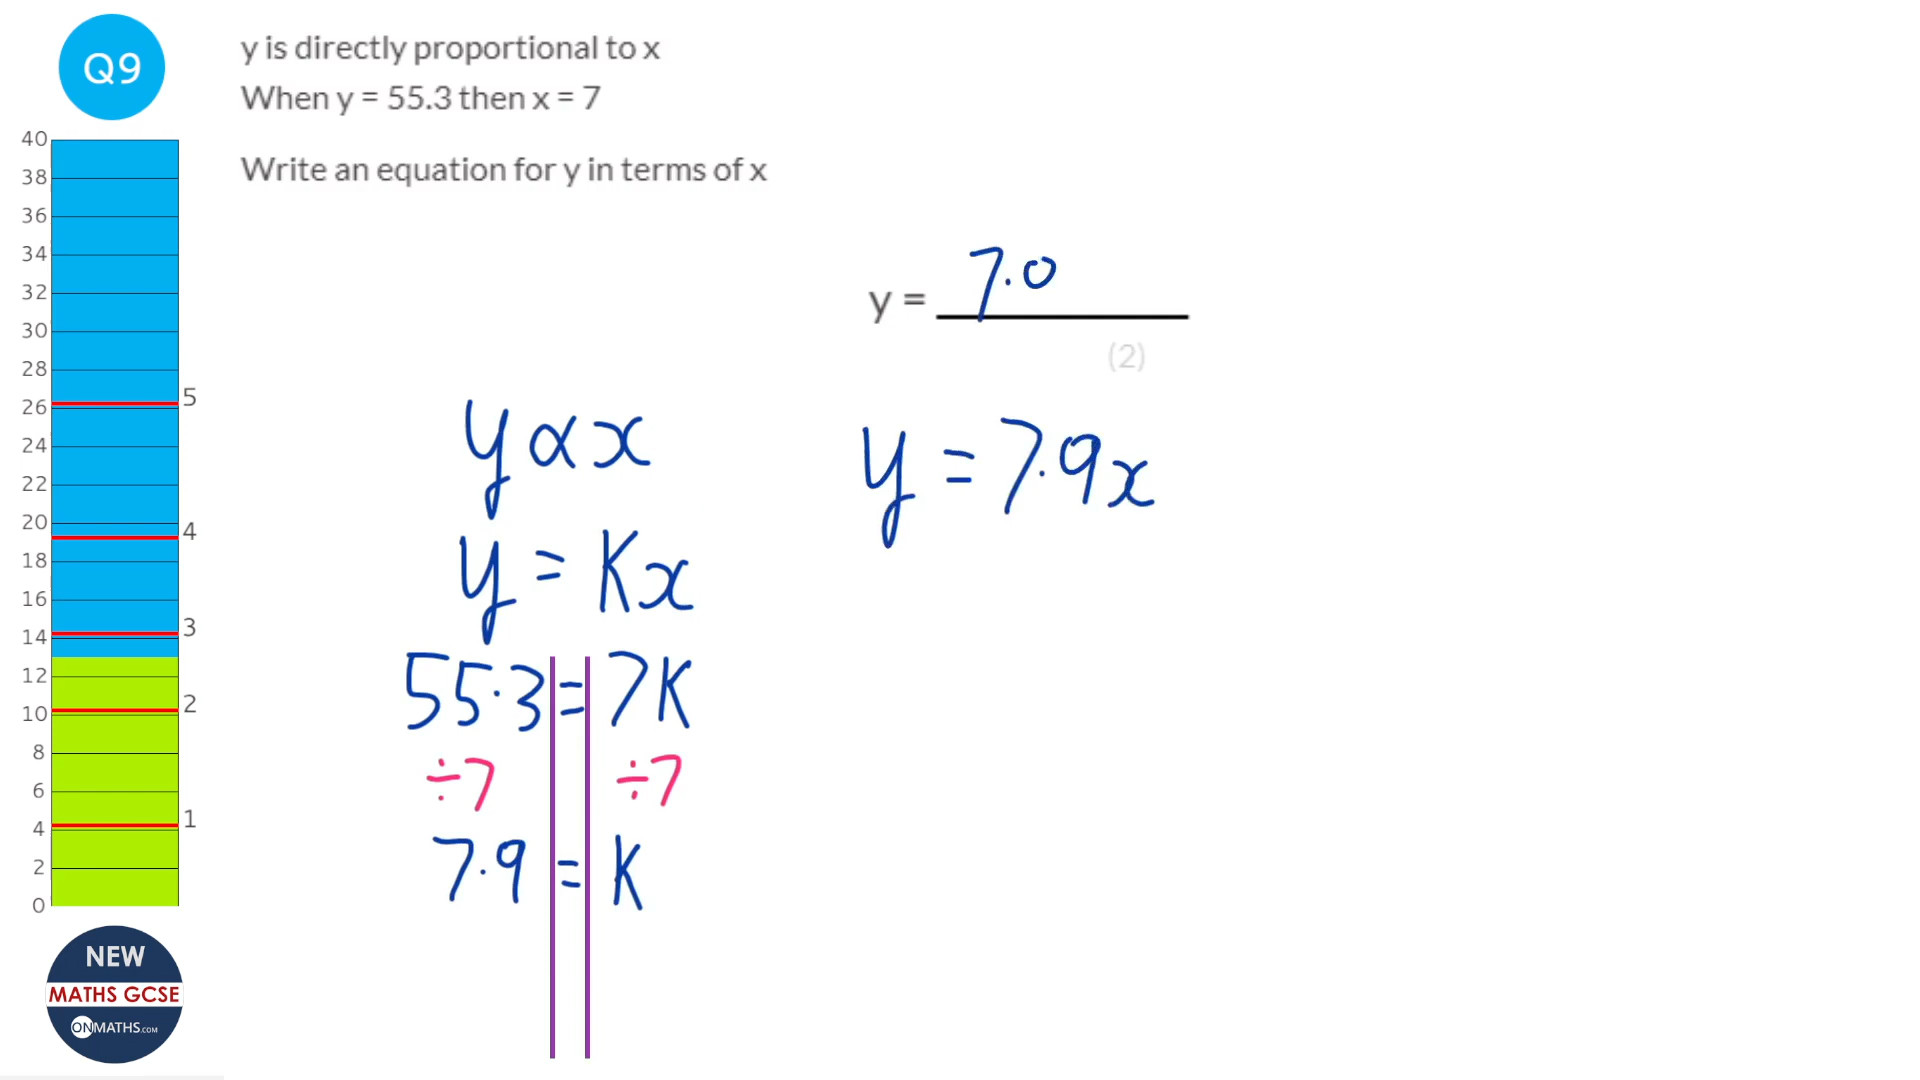 Q9
y is directly proportional to x
When y = 55.3 then x = 7
Write an equation for y in terms of x
y = 7.0
(2)
y ∝ x
y = Kx
55.3 = 7K
÷7 ÷7
7.9 = K
y = 7.9x
40
38
36
34
32
30
28
26
24
22
20
18
16
14
12
10
8
6
4
2
0
5
4
3
2
1
NEW
MATHS GCSE
ONMATHS.COM